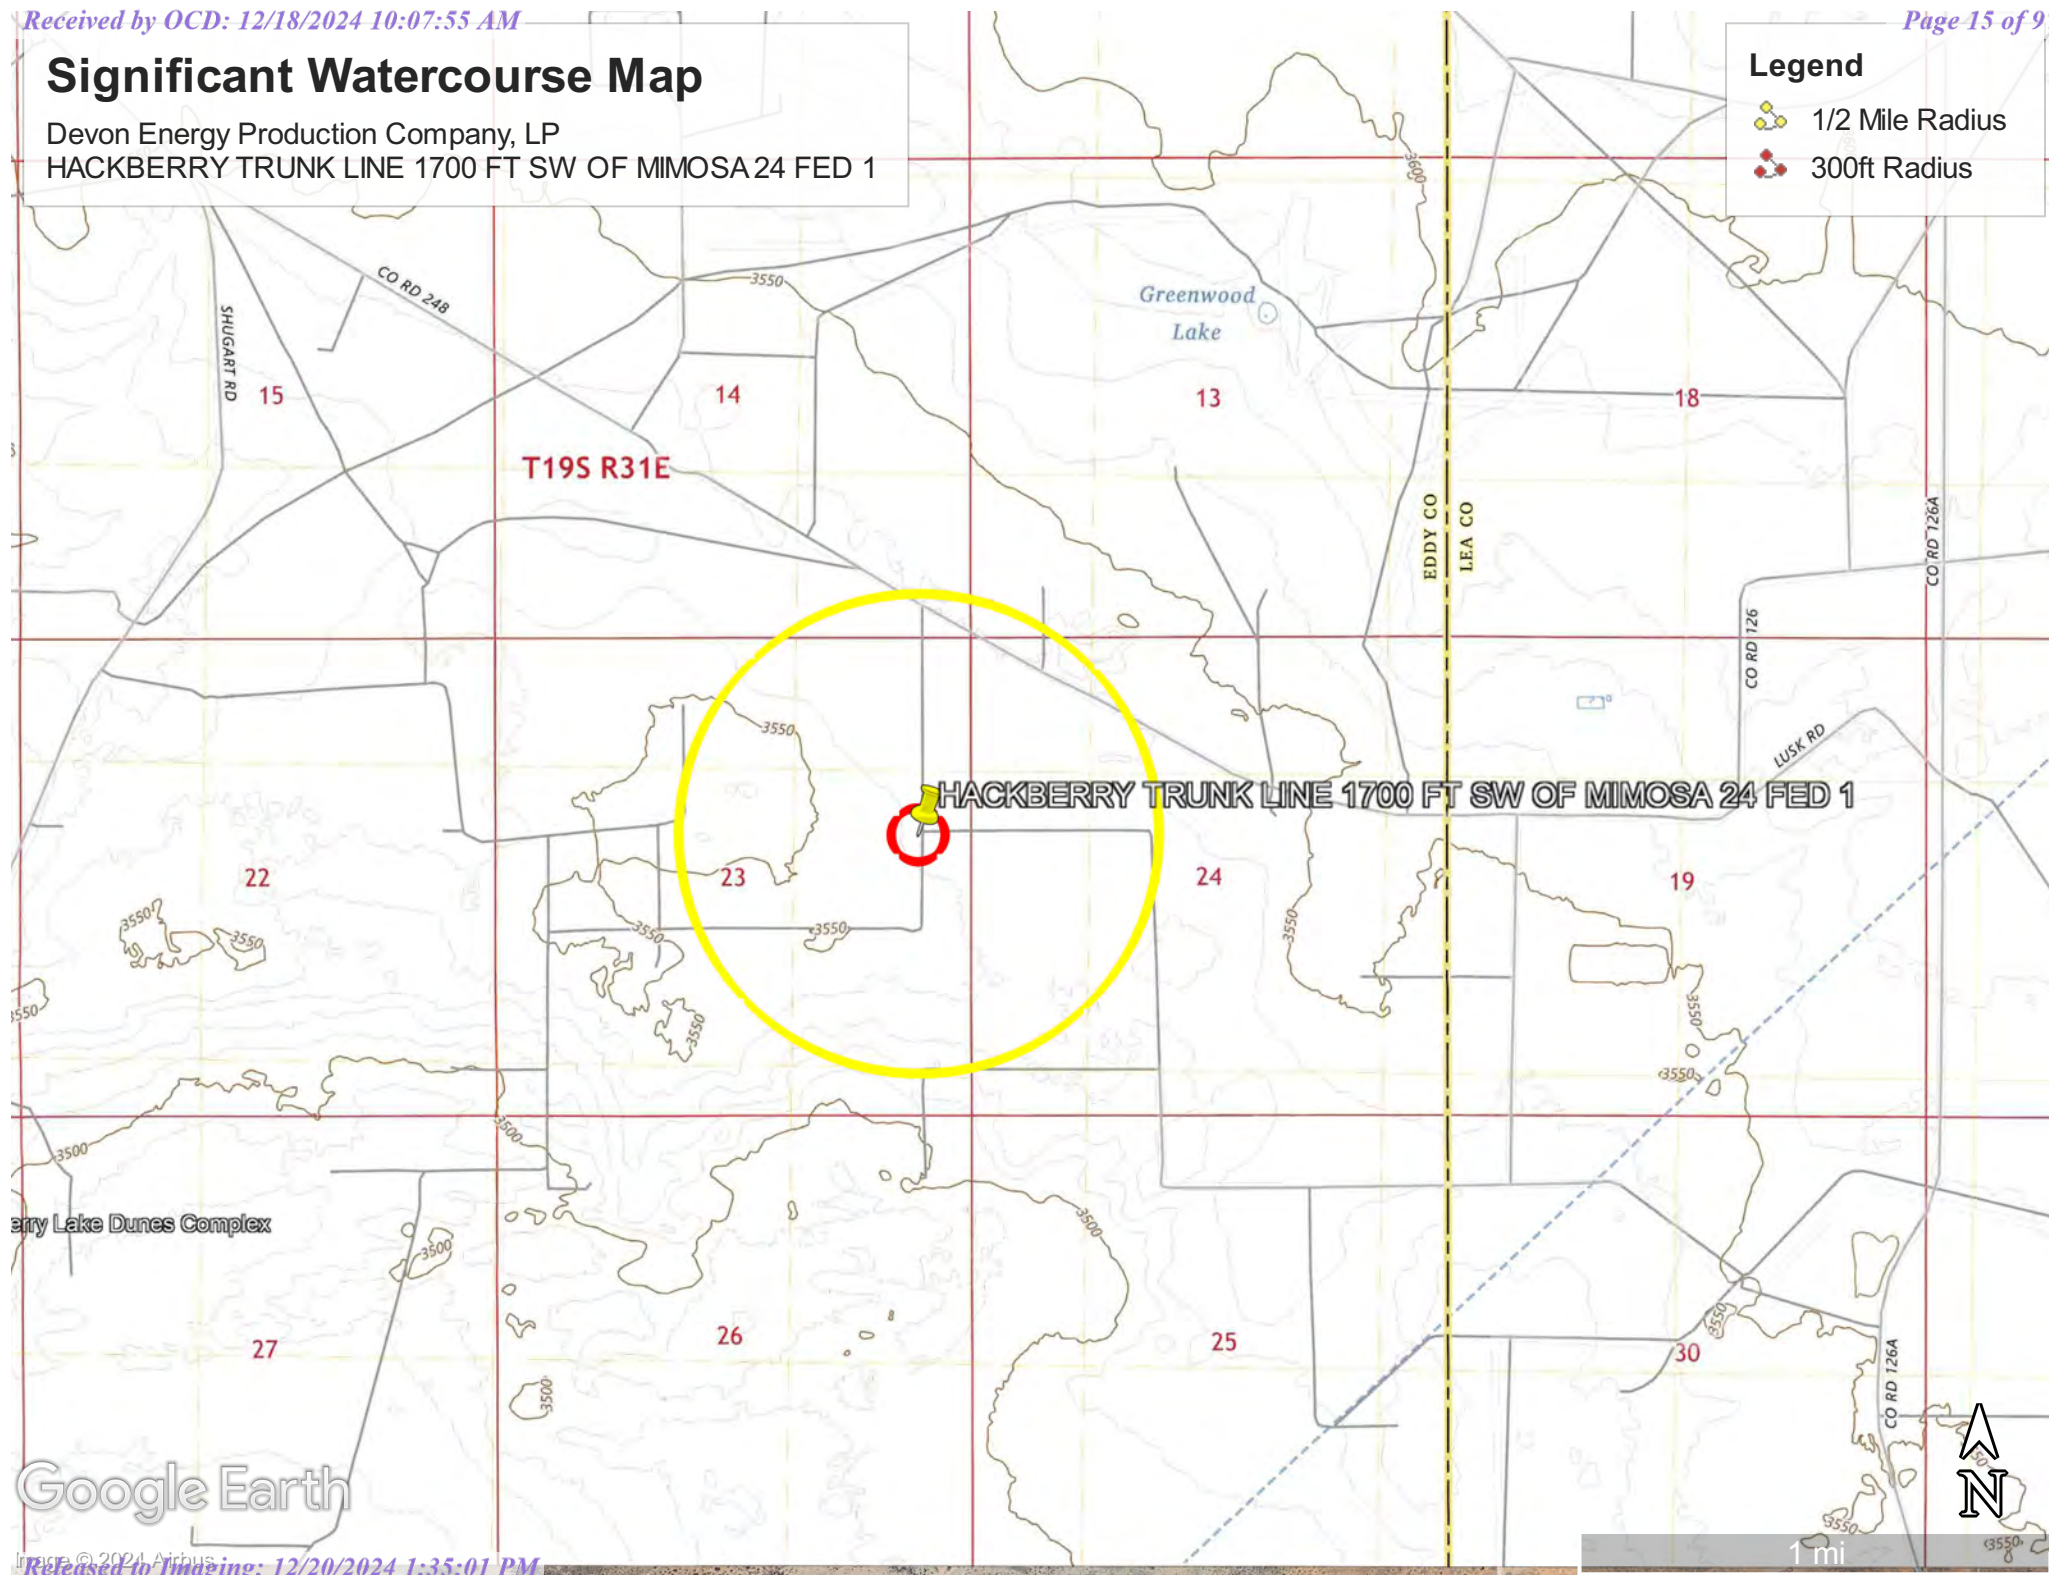 Received by OCD: 12/18/2024 10:07:55 AM
Page 15 of 9
Significant Watercourse Map
Devon Energy Production Company, LP
HACKBERRY TRUNK LINE 1700 FT SW OF MIMOSA 24 FED 1
Legend
1/2 Mile Radius
300ft Radius
3600
CO RD 248
3550
SHUGART RD
Greenwood
Lake
15
14
13
18
T19S R31E
EDDY CO
LEA CO
CO RD 126A
CO RD 126
3550
LUSK RD
HACKBERRY TRUNK LINE 1700 FT SW OF MIMOSA 24 FED 1
22
23
24
19
3550
3550
3550
3550
3550
3550
3550
3550
3550
3500
3500
erry Lake Dunes Complex
3500
3500
3550
27
26
25
30
3500
CO RD 126A
Google Earth
N
3550
3550
1 mi
Image © 2024 Airbus
Released to Imaging: 12/20/2024 1:35:01 PM